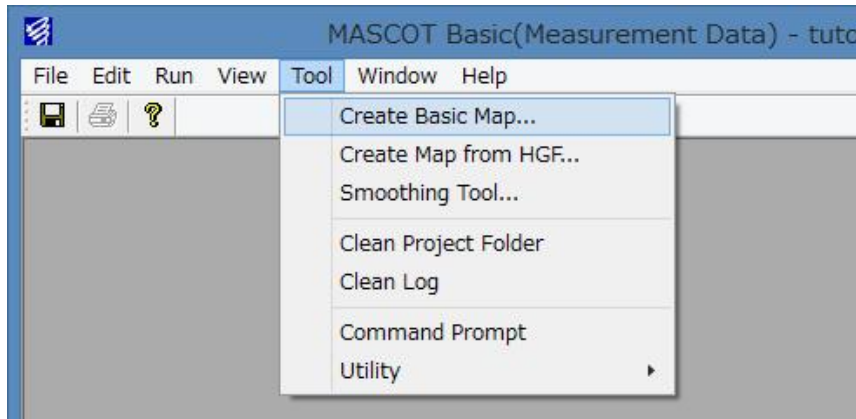 MASCOT Basic(Measurement Data) - tuto
File Edit Run View Tool Window Help
Create Basic Map...
Create Map from HGF...
Smoothing Tool...
Clean Project Folder
Clean Log
Command Prompt
Utility